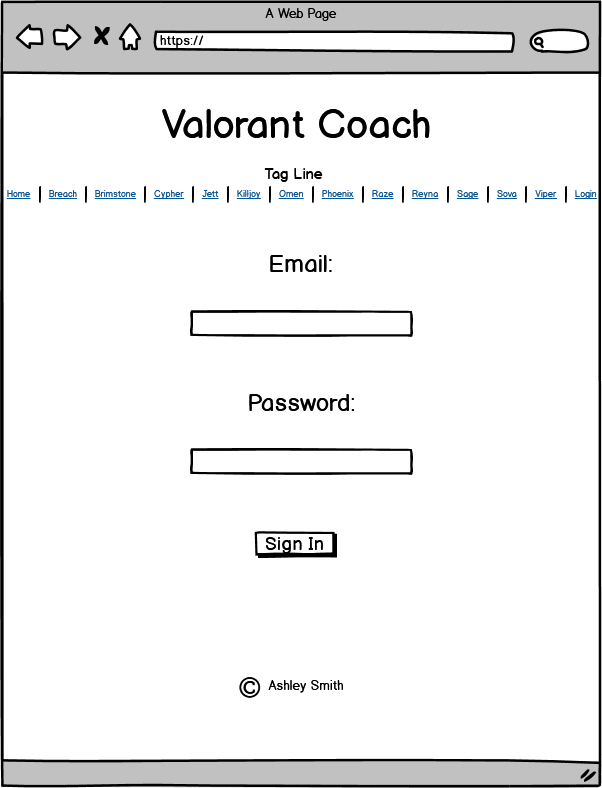 A Web Page
https://
Valorant Coach
Tag Line
Home | Breach | Brimstone | Cypher | Jett | Killjoy | Omen | Phoenix | Raze | Reyna | Sage | Sova | Viper | Login
Email:
Password:
Sign In
© Ashley Smith